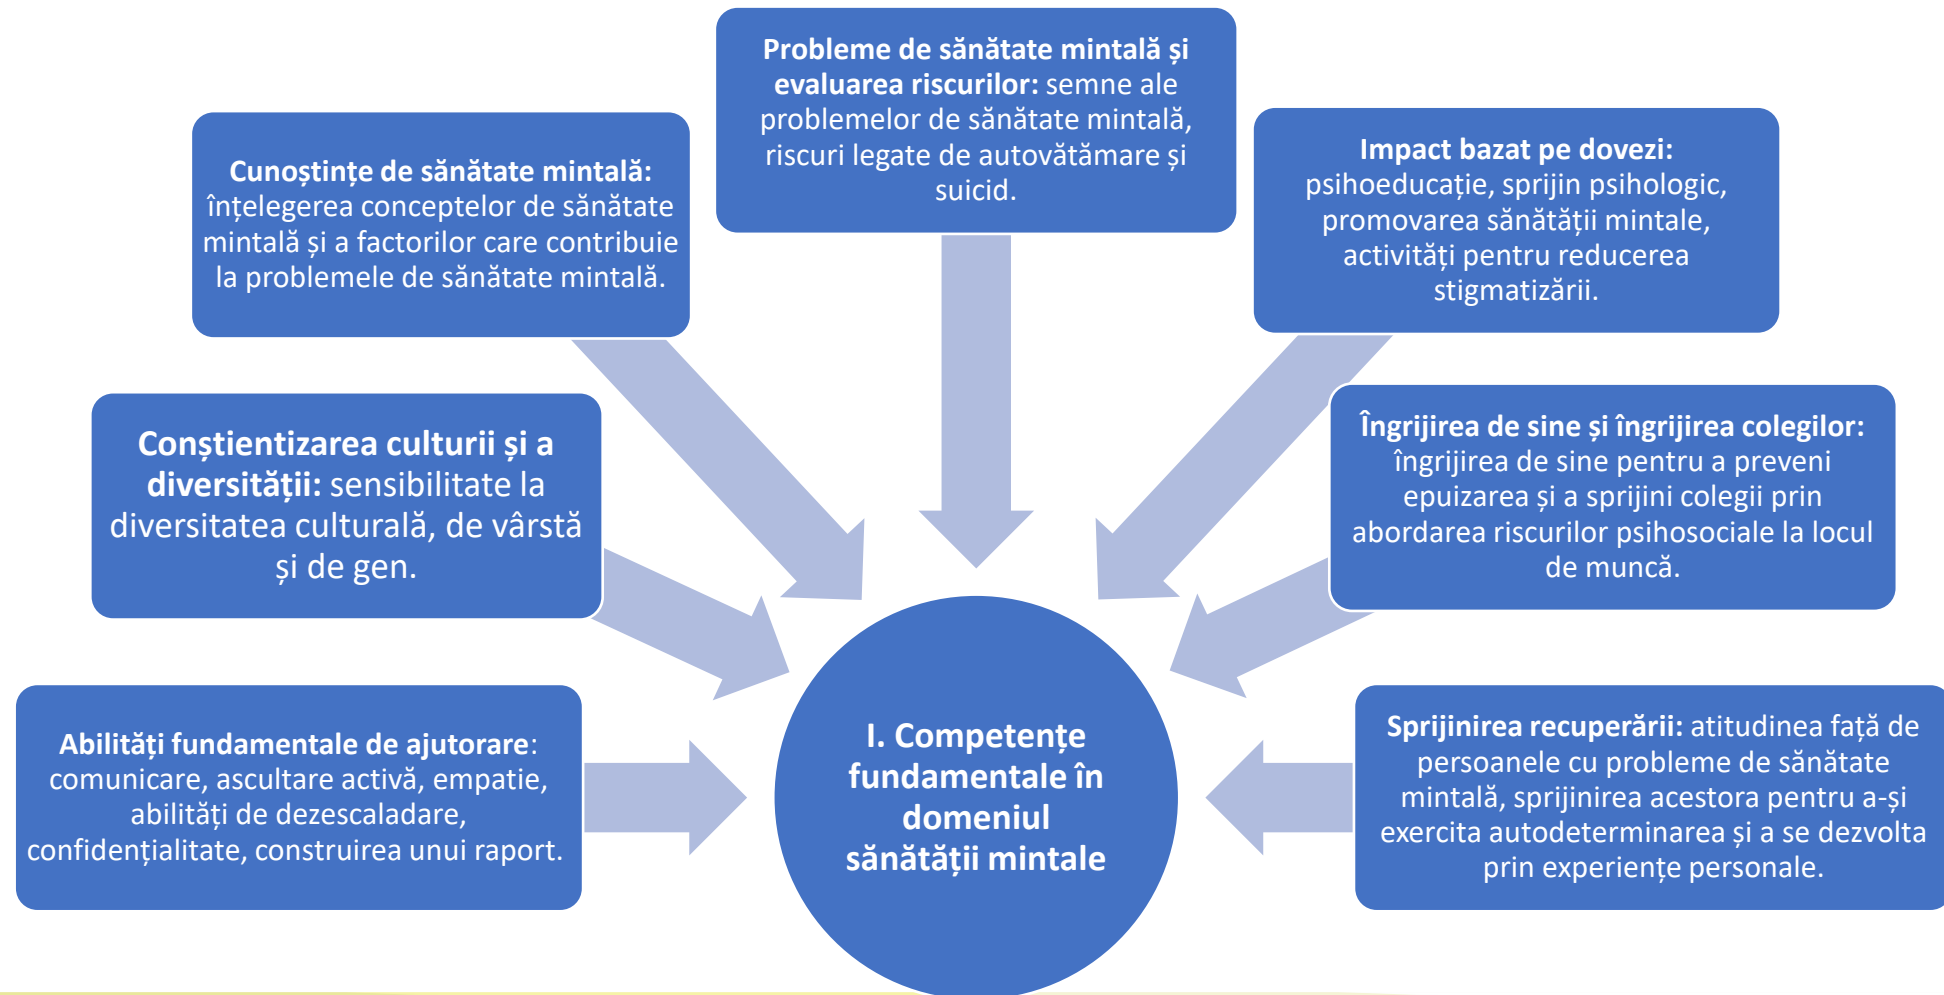 Probleme de sănătate mintală și
evaluarea riscurilor: semne ale
problemelor de sănătate mintală,
riscuri legate de autovătămare și
suicid.
Cunoștințe de sănătate mintală:
înțelegerea conceptelor de sănătate
mintală și a factorilor care contribuie
la problemele de sănătate mintală.
Impact bazat pe dovezi:
psihoeducație, sprijin psihologic,
promovarea sănătății mintale,
activități pentru reducerea
stigmatizării.
Conștientizarea culturii și a
diversității: sensibilitate la
diversitatea culturală, de vârstă
și de gen.
Îngrijirea de sine și îngrijirea colegilor:
îngrijirea de sine pentru a preveni
epuizarea și a sprijini colegii prin
abordarea riscurilor psihosociale la locul
de muncă.
Abilități fundamentale de ajutorare:
comunicare, ascultare activă, empatie,
abilități de dezescaladare,
confidențialitate, construirea unui raport.
I. Competențe
fundamentale în
domeniul
sănătății mintale
Sprijinirea recuperării: atitudinea față de
persoanele cu probleme de sănătate
mintală, sprijinirea acestora pentru a-și
exercita autodeterminarea și a se dezvolta
prin experiențe personale.